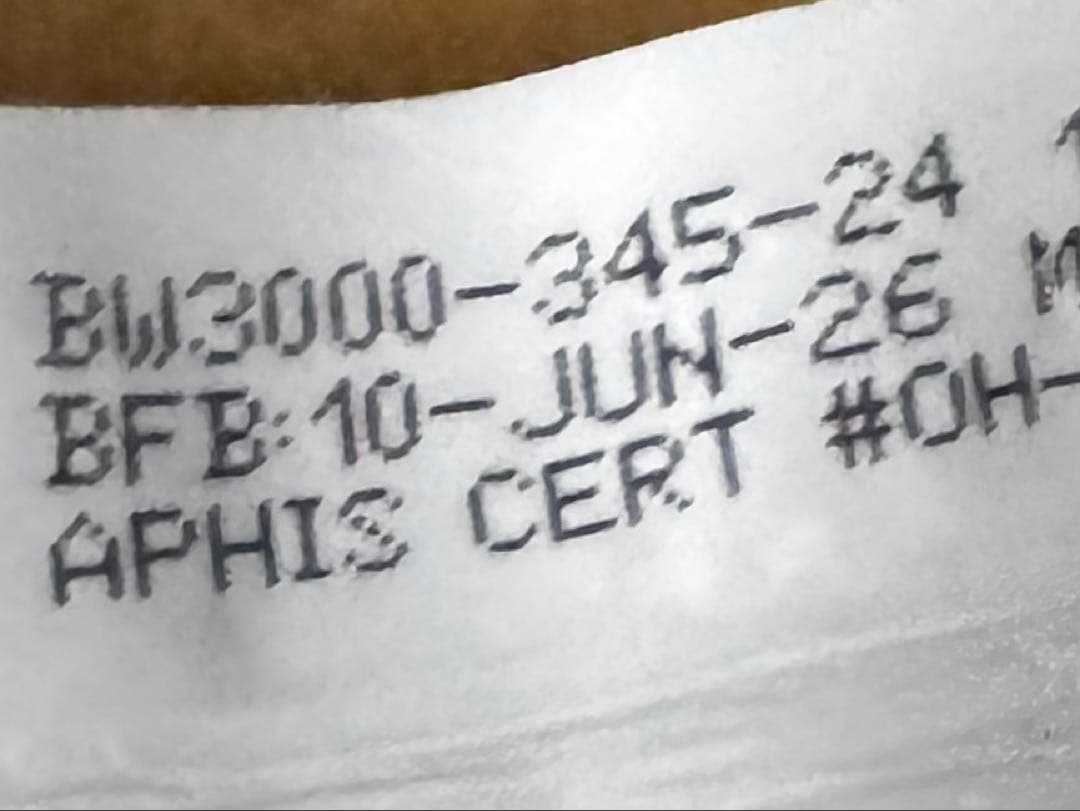 BW3000-345-24
BFB:10-JUN-26
APHIS CERT #OH-